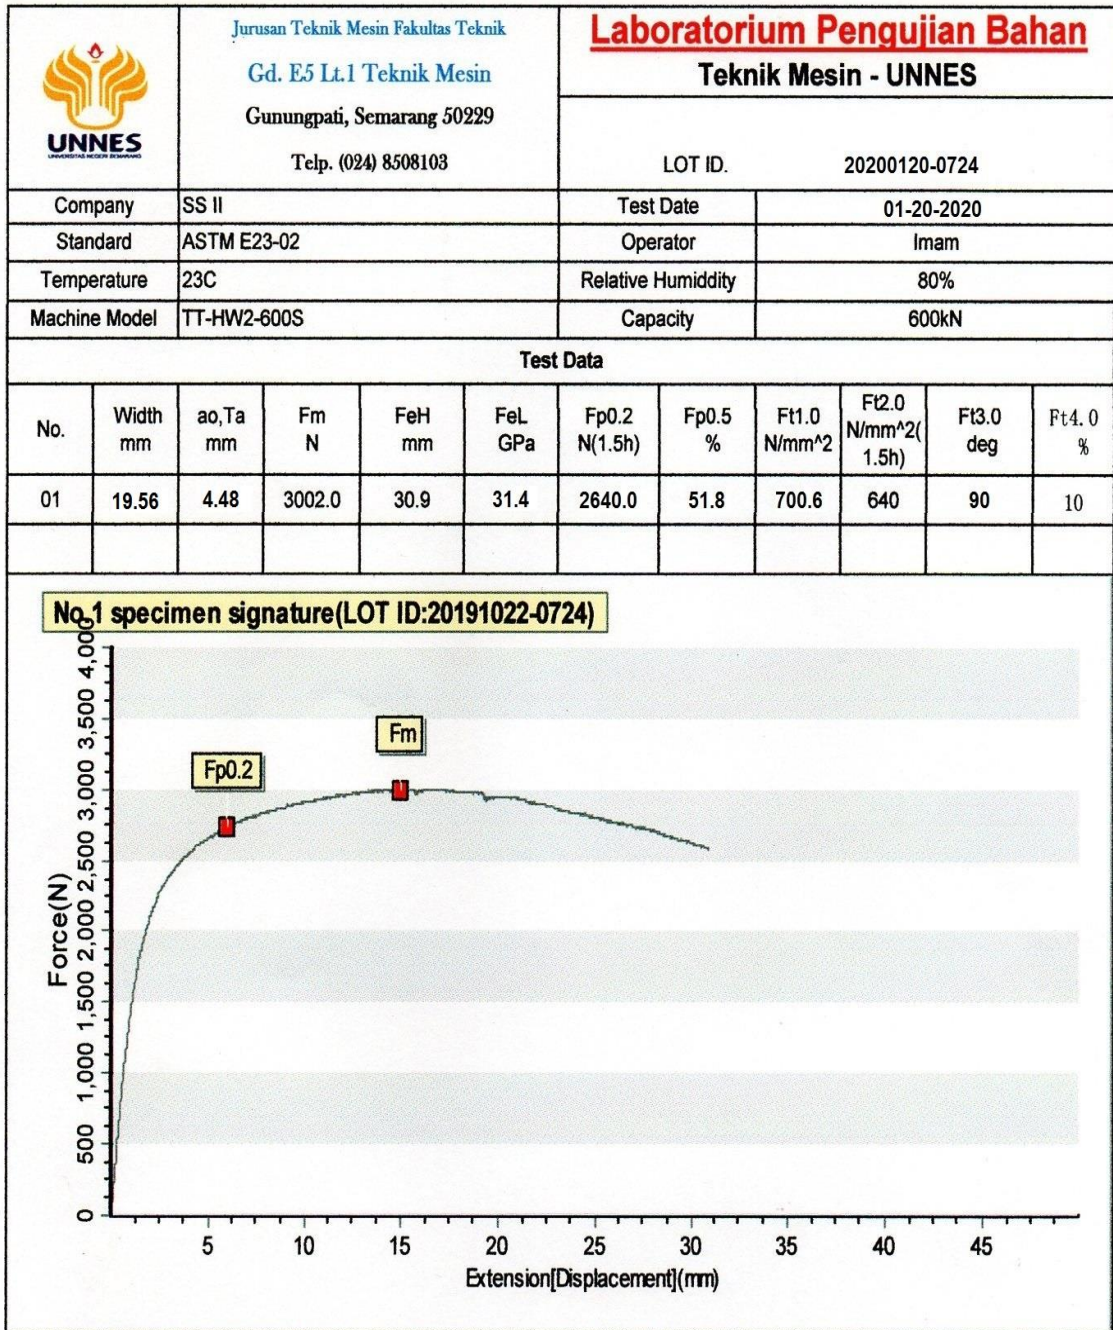 UNNES
UNIVERSITAS NEGERI SEMARANG
Jurusan Teknik Mesin Fakultas Teknik
Gd. E5 Lt.1 Teknik Mesin
Gunungpati, Semarang 50229
Telp. (024) 8508103
Laboratorium Pengujian Bahan
Teknik Mesin - UNNES
LOT ID. 20200120-0724
Company SS II Test Date 01-20-2020
Standard ASTM E23-02 Operator Imam
Temperature 23C Relative Humiddity 80%
Machine Model TT-HW2-600S Capacity 600kN
Test Data
No. Width mm ao,Ta mm Fm N FeH mm FeL GPa Fp0.2 N(1.5h) Fp0.5 % Ft1.0 N/mm^2 Ft2.0 N/mm^2(1.5h) Ft3.0 deg Ft4.0 %
01 19.56 4.48 3002.0 30.9 31.4 2640.0 51.8 700.6 640 90 10
No.1 specimen signature(LOT ID:20191022-0724)
Fm
Fp0.2
Force(N)
4,000
3,500
3,000
2,500
2,000
1,500
1,000
500
0
5 10 15 20 25 30 35 40 45
Extension[Displacement](mm)